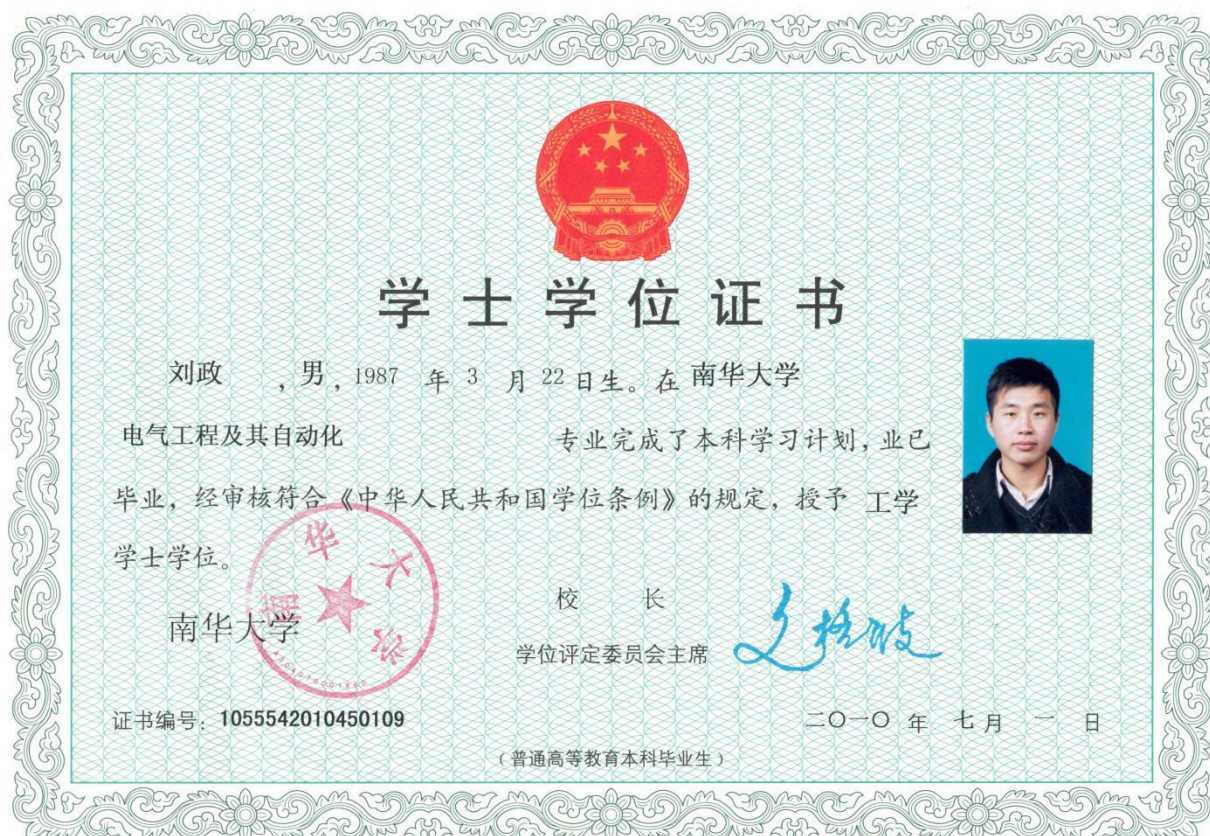 学士学位证书
刘政 ，男，1987 年 3 月 22 日生。在 南华大学
电气工程及其自动化 专业完成了本科学习计划，业已
毕业，经审核符合《中华人民共和国学位条例》的规定，授予 工学
学士学位。
南华大学
南华大学
校 长
学位评定委员会主席
证书编号：1055542010450109
二〇一〇 年 七 月 一 日
（普通高等教育本科毕业生）